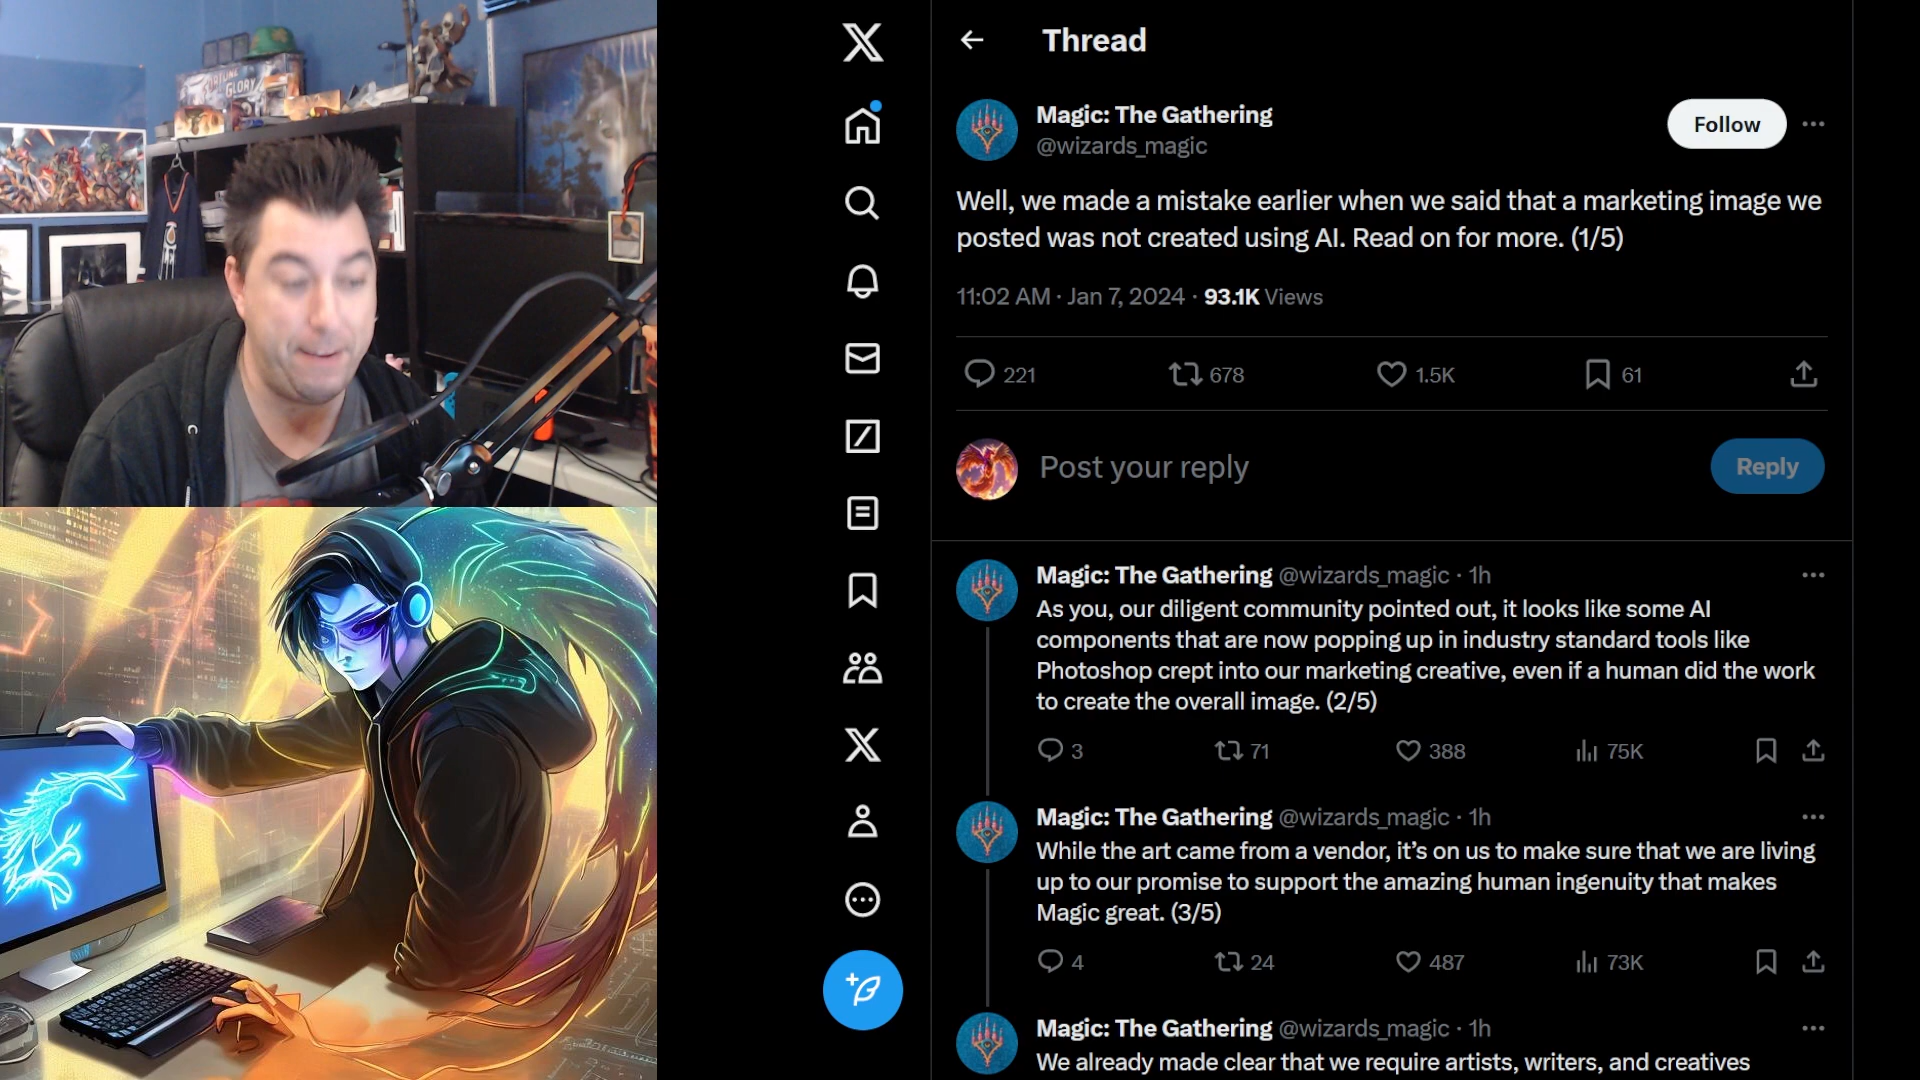 FORTUNE
GLORY
Thread
Magic: The Gathering
@wizards_magic
Follow
Well, we made a mistake earlier when we said that a marketing image we
posted was not created using AI. Read on for more. (1/5)
11:02 AM · Jan 7, 2024 · 93.1K Views
221 678 1.5K 61
Post your reply
Reply
Magic: The Gathering @wizards_magic · 1h
As you, our diligent community pointed out, it looks like some AI
components that are now popping up in industry standard tools like
Photoshop crept into our marketing creative, even if a human did the work
to create the overall image. (2/5)
3 71 388 75K
Magic: The Gathering @wizards_magic · 1h
While the art came from a vendor, it’s on us to make sure that we are living
up to our promise to support the amazing human ingenuity that makes
Magic great. (3/5)
4 24 487 73K
Magic: The Gathering @wizards_magic · 1h
We already made clear that we require artists, writers, and creatives